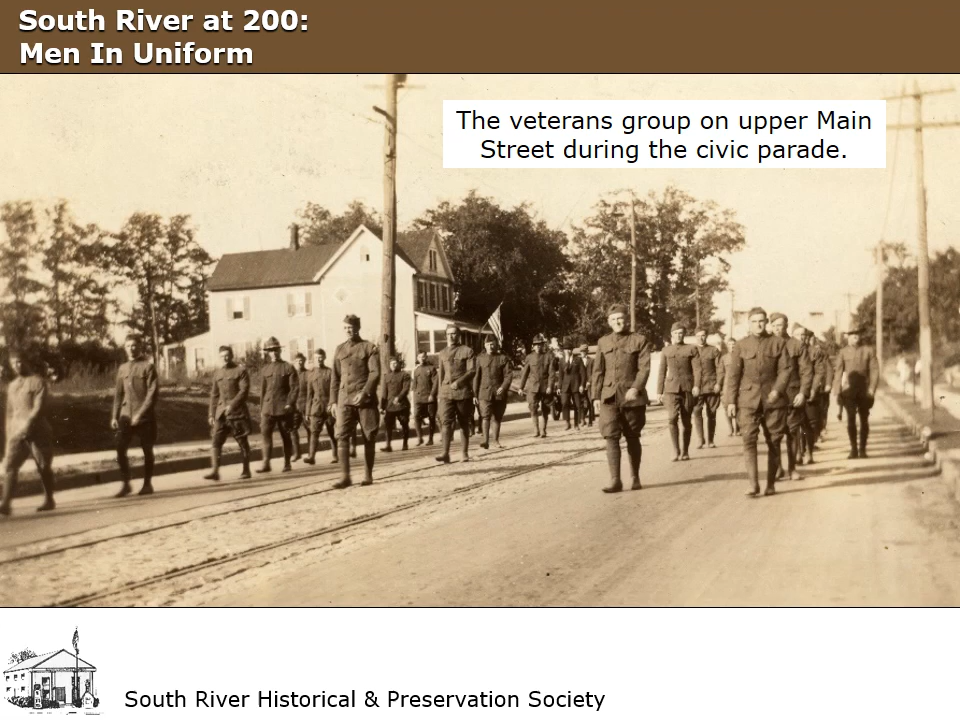 South River at 200:
Men In Uniform
The veterans group on upper Main
Street during the civic parade.
South River Historical & Preservation Society